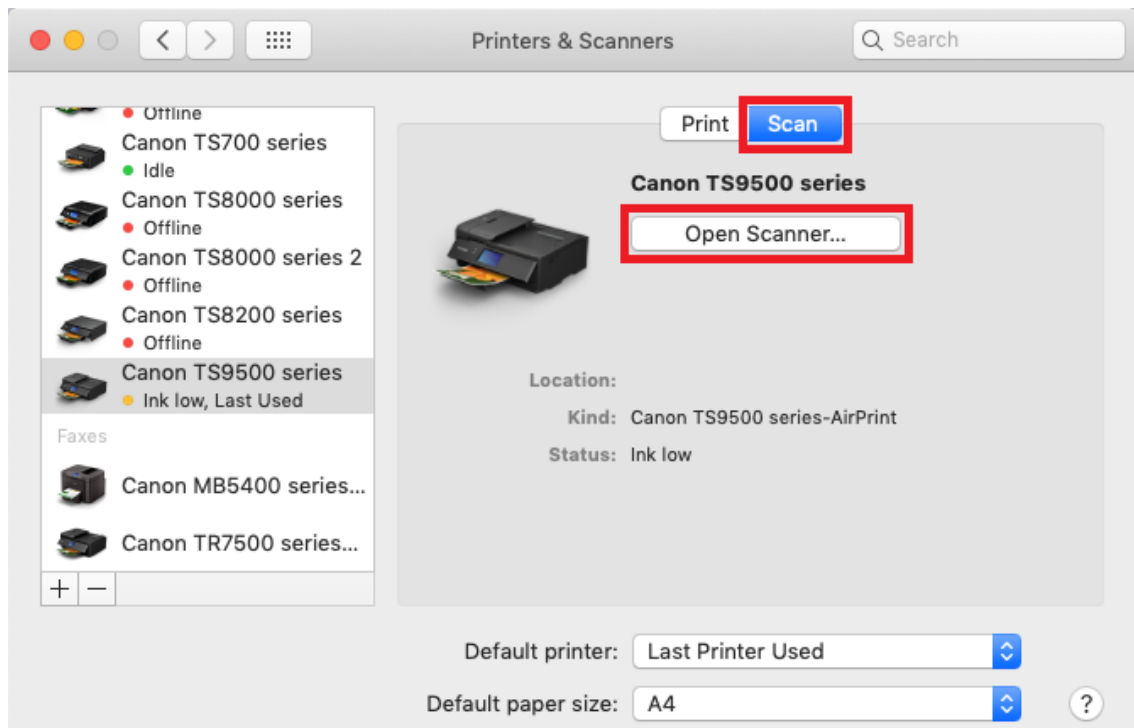 Printers & Scanners
Search
Offline
Canon TS700 series
Idle
Canon TS8000 series
Offline
Canon TS8000 series 2
Offline
Canon TS8200 series
Offline
Canon TS9500 series
Ink low, Last Used
Faxes
Canon MB5400 series...
Canon TR7500 series...
+ −
Print Scan
Canon TS9500 series
Open Scanner...
Location:
Kind: Canon TS9500 series-AirPrint
Status: Ink low
Default printer: Last Printer Used
Default paper size: A4
?